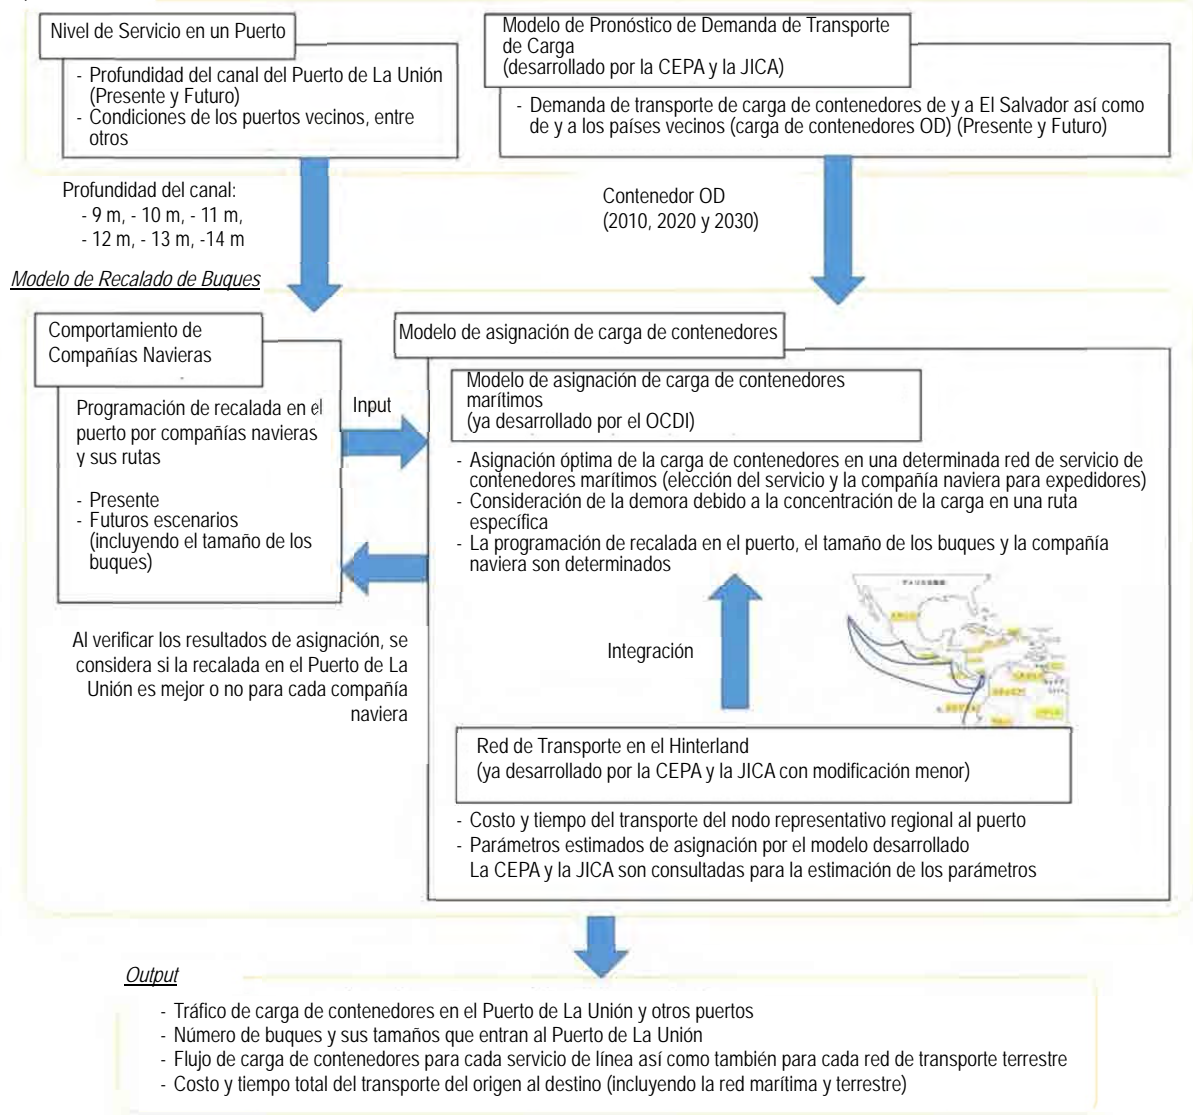 Nivel de Servicio en un Puerto
- Profundidad del canal del Puerto de La Unión
(Presente y Futuro)
- Condiciones de los puertos vecinos, entre
otros
Modelo de Pronóstico de Demanda de Transporte
de Carga
(desarrollado por la CEPA y la JICA)
- Demanda de transporte de carga de contenedores de y a El Salvador así como
de y a los países vecinos (carga de contenedores OD) (Presente y Futuro)
Profundidad del canal:
- 9 m, - 10 m, - 11 m,
- 12 m, - 13 m, -14 m
Contenedor OD
(2010, 2020 y 2030)
Modelo de Recalado de Buques
Comportamiento de
Compañías Navieras
Programación de recalada en el
puerto por compañías navieras
y sus rutas
- Presente
- Futuros escenarios
(incluyendo el tamaño de los
buques)
Input
Al verificar los resultados de asignación, se
considera si la recalada en el Puerto de La
Unión es mejor o no para cada compañía
naviera
Modelo de asignación de carga de contenedores
Modelo de asignación de carga de contenedores
marítimos
(ya desarrollado por el OCDI)
- Asignación óptima de la carga de contenedores en una determinada red de servicio de
contenedores marítimos (elección del servicio y la compañía naviera para expedidores)
- Consideración de la demora debido a la concentración de la carga en una ruta
específica
- La programación de recalada en el puerto, el tamaño de los buques y la compañía
naviera son determinados
Integración
Red de Transporte en el Hinterland
(ya desarrollado por la CEPA y la JICA con modificación menor)
- Costo y tiempo del transporte del nodo representativo regional al puerto
- Parámetros estimados de asignación por el modelo desarrollado
La CEPA y la JICA son consultadas para la estimación de los parámetros
Output
- Tráfico de carga de contenedores en el Puerto de La Unión y otros puertos
- Número de buques y sus tamaños que entran al Puerto de La Unión
- Flujo de carga de contenedores para cada servicio de línea así como también para cada red de transporte terrestre
- Costo y tiempo total del transporte del origen al destino (incluyendo la red marítima y terrestre)